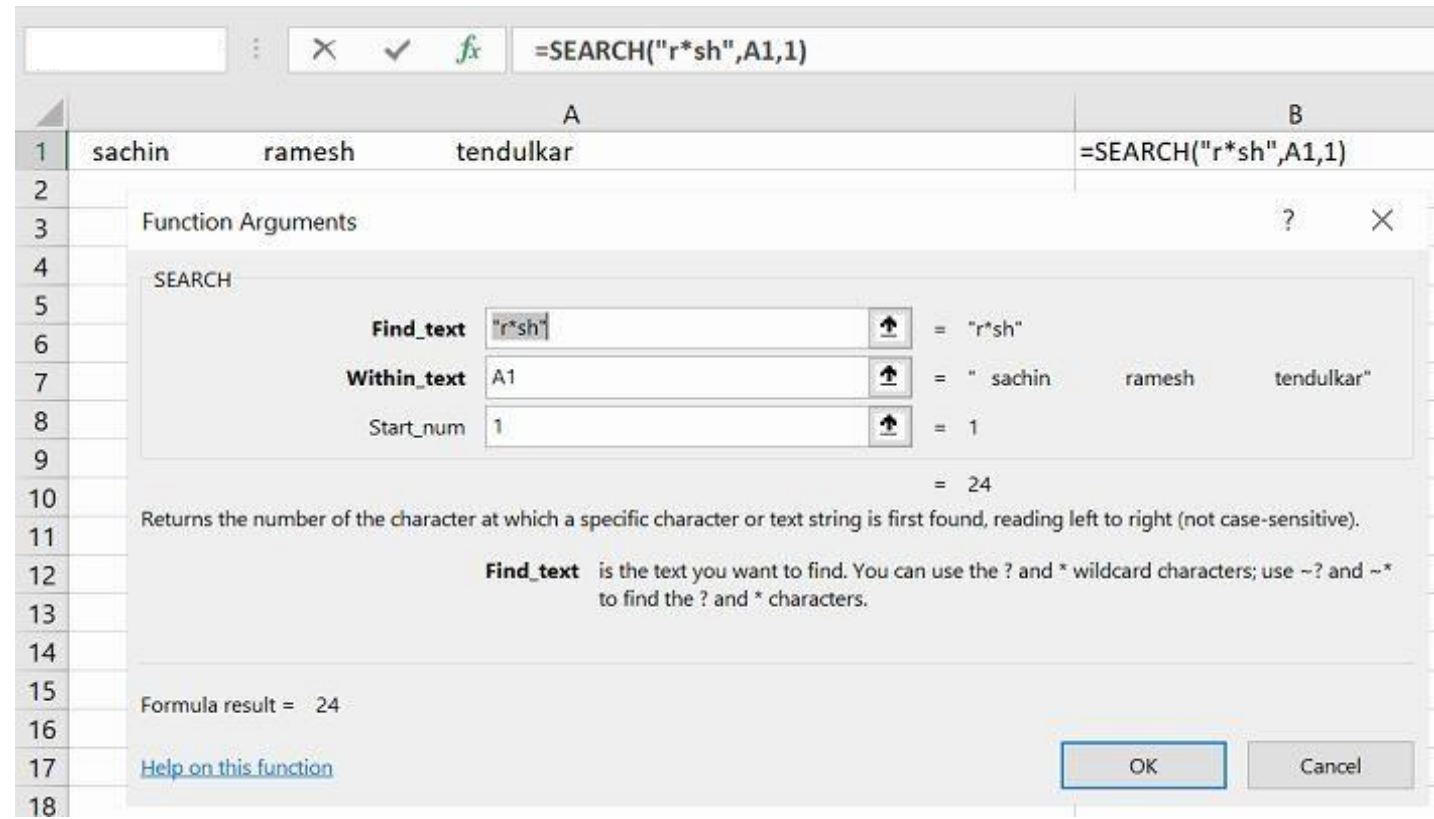 fx =SEARCH("r*sh",A1,1)
A B
1 sachin ramesh tendulkar =SEARCH("r*sh",A1,1)
2
3
4
5
6
7
8
9
10
11
12
13
14
15
16
17
18
Function Arguments ? ×
SEARCH
Find_text "r*sh" = "r*sh"
Within_text A1 = " sachin ramesh tendulkar"
Start_num 1 = 1
= 24
Returns the number of the character at which a specific character or text string is first found, reading left to right (not case-sensitive).
Find_text is the text you want to find. You can use the ? and * wildcard characters; use ~? and ~*
to find the ? and * characters.
Formula result = 24
Help on this function OK Cancel